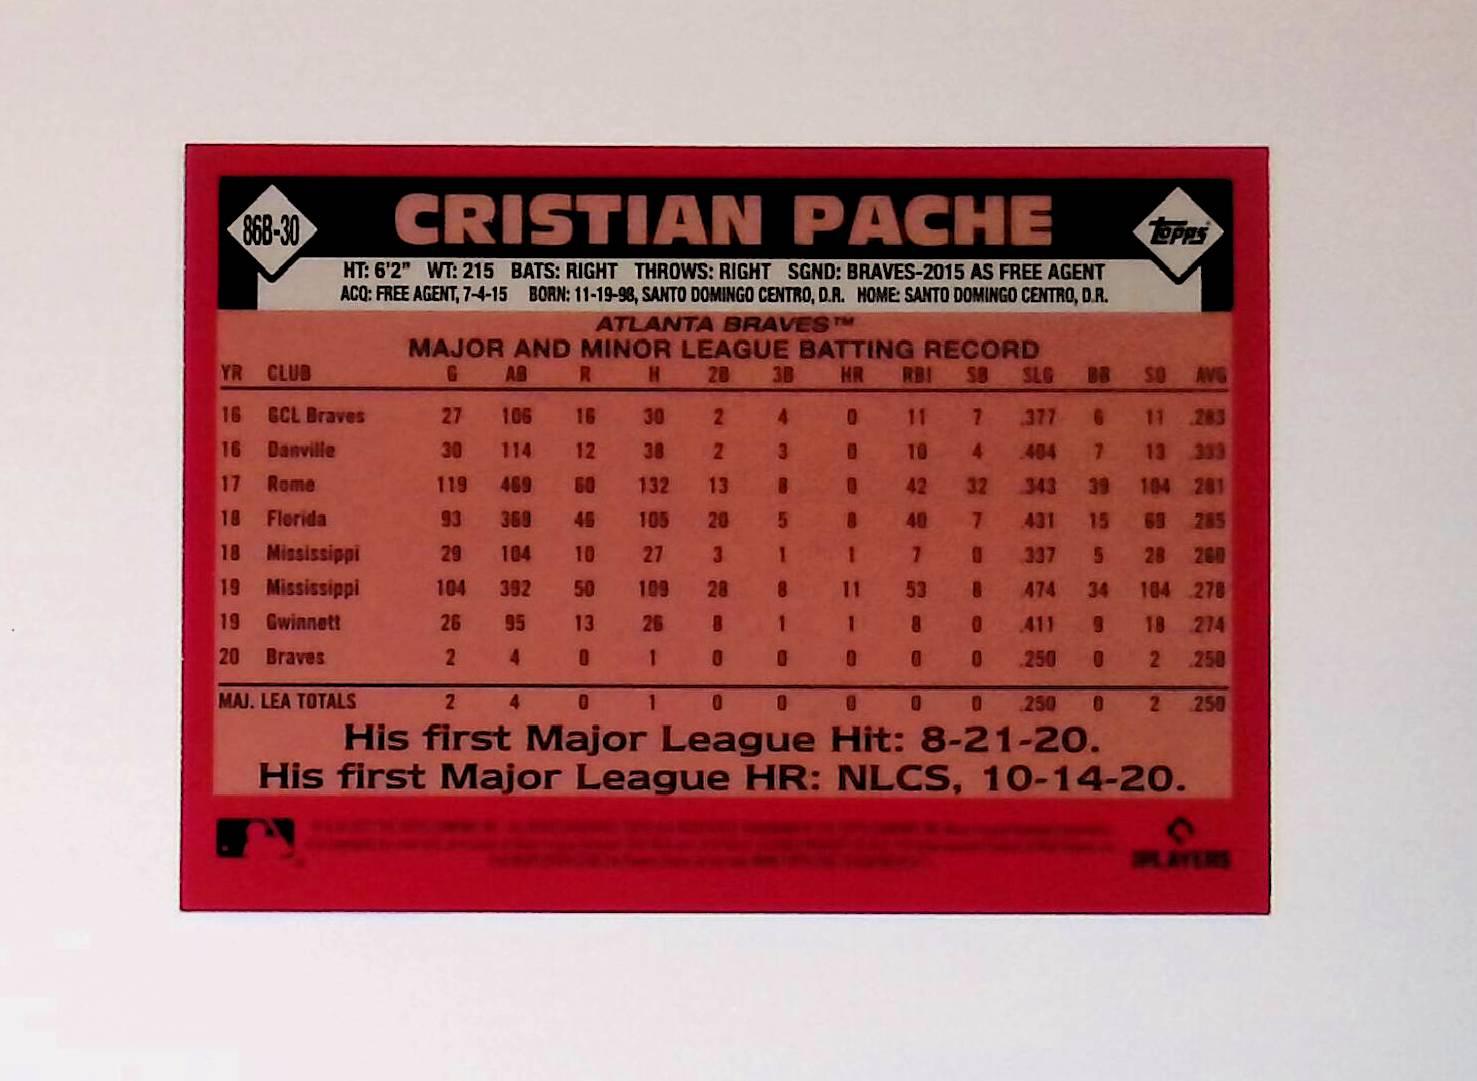 86B-30
CRISTIAN PACHE
Topps
HT: 6'2" WT: 215 BATS: RIGHT THROWS: RIGHT SGND: BRAVES-2015 AS FREE AGENT
ACQ: FREE AGENT, 7-4-15 BORN: 11-19-98, SANTO DOMINGO CENTRO, D.R. HOME: SANTO DOMINGO CENTRO, D.R.
ATLANTA BRAVES™
MAJOR AND MINOR LEAGUE BATTING RECORD
YR CLUB G AB R H 2B 3B HR RBI SB SLG BB SO AVG
16 GCL Braves 27 106 16 30 2 4 0 11 7 .377 6 11 .283
16 Danville 30 114 12 38 2 3 0 10 4 .404 7 13 .333
17 Rome 119 469 60 132 13 8 0 42 32 .343 39 104 .281
18 Florida 93 369 46 105 20 5 8 40 7 .431 15 69 .285
18 Mississippi 29 104 10 27 3 1 1 7 0 .337 5 28 .260
19 Mississippi 104 392 50 109 28 8 11 53 8 .474 34 104 .278
19 Gwinnett 26 95 13 26 8 1 1 8 0 .411 9 18 .274
20 Braves 2 4 0 1 0 0 0 0 0 .250 0 2 .250
MAJ. LEA TOTALS 2 4 0 1 0 0 0 0 0 .250 0 2 .250
His first Major League Hit: 8-21-20.
His first Major League HR: NLCS, 10-14-20.
PLAYERS